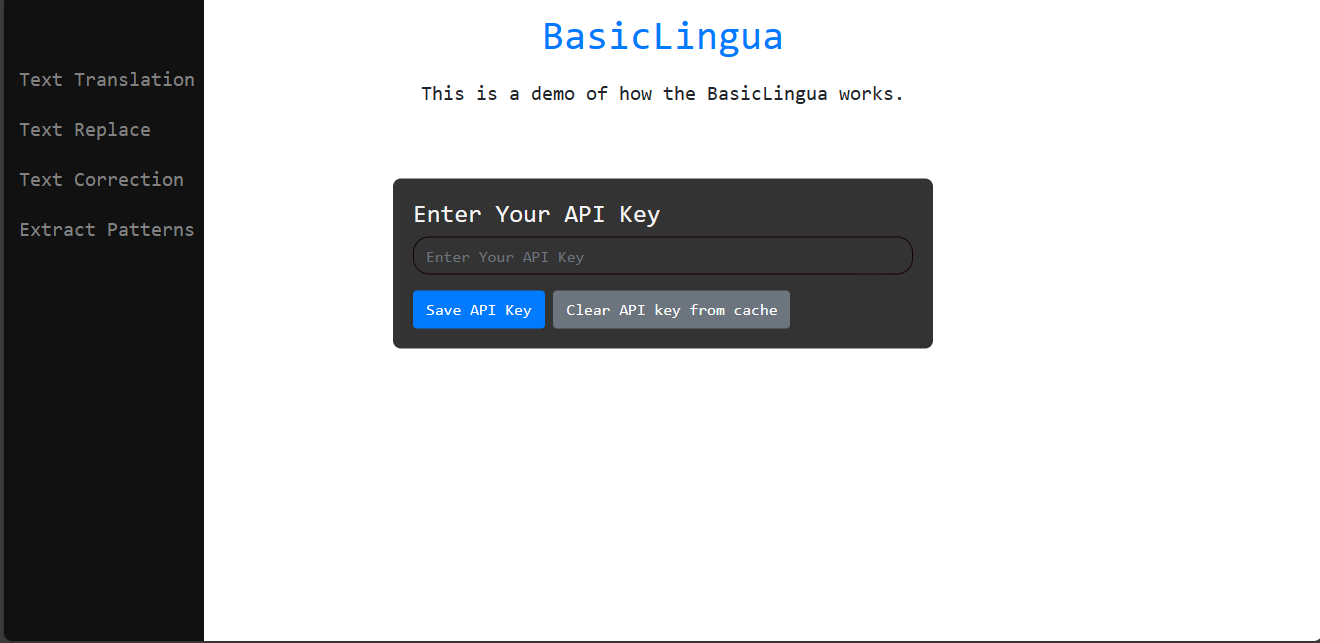 Text Translation
Text Replace
Text Correction
Extract Patterns
BasicLingua
This is a demo of how the BasicLingua works.
Enter Your API Key
Enter Your API Key
Save API Key
Clear API key from cache